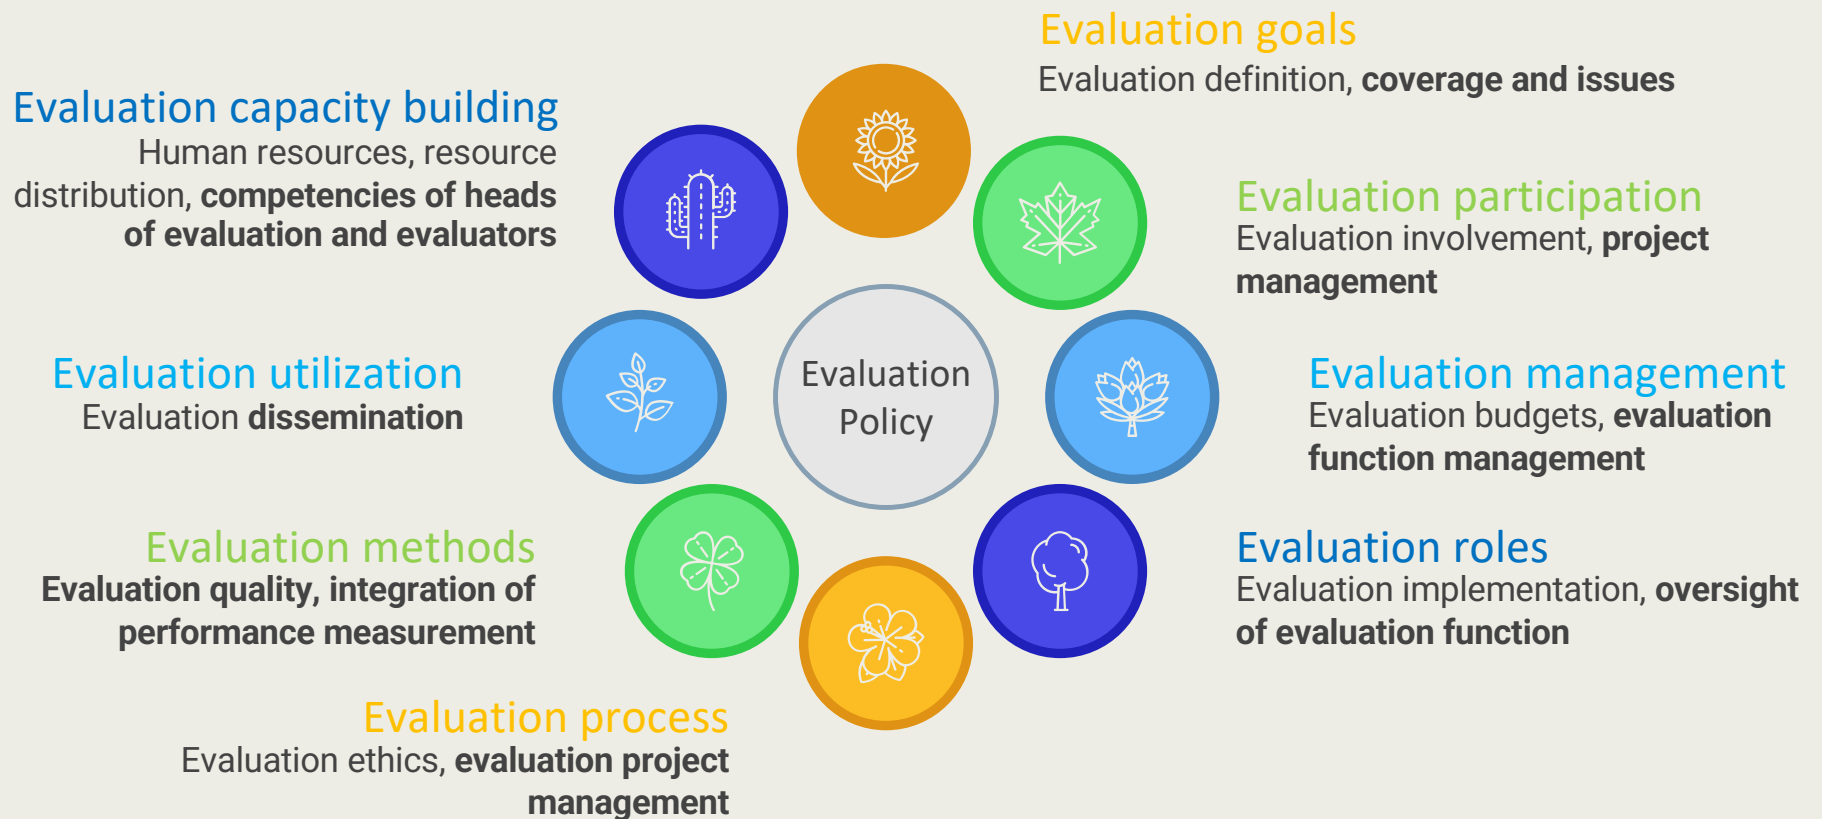 Evaluation goals
Evaluation definition, coverage and issues
Evaluation capacity building
Human resources, resource
distribution, competencies of heads
of evaluation and evaluators
Evaluation participation
Evaluation involvement, project
management
Evaluation
Policy
Evaluation utilization
Evaluation dissemination
Evaluation management
Evaluation budgets, evaluation
function management
Evaluation methods
Evaluation quality, integration of
performance measurement
Evaluation roles
Evaluation implementation, oversight
of evaluation function
Evaluation process
Evaluation ethics, evaluation project
management